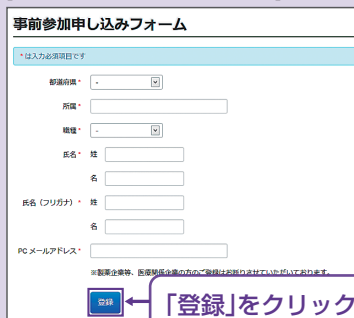 事前参加申し込みフォーム
*は入力必須項目です
都道府県* -
所属*
職種* -
氏名* 姓
名
氏名（フリガナ）* 姓
名
PCメールアドレス*
※製薬企業等、医療関係企業の方のご登録はお断りさせていただいております。
登録 「登録」をクリック